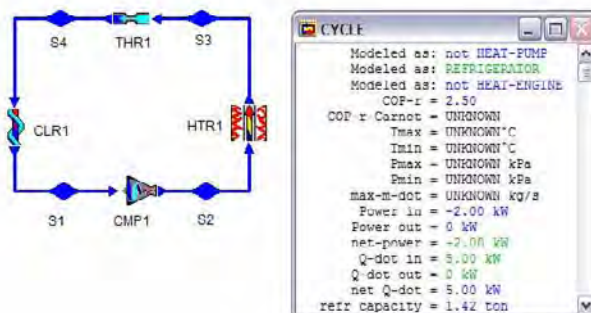 S4
THR1
S3
CLR1
HTR1
S1
CMP1
S2
CYCLE
Modeled as: not HEAT-PUMP
Modeled as: REFRIGERATOR
Modeled as: not HEAT-ENGINE
COP-r = 2.50
COP-r-Carnot = UNKNOWN
Tmax = UNKNOWN°C
Tmin = UNKNOWN°C
Pmax = UNKNOWN kPa
Pmin = UNKNOWN kPa
max-m-dot = UNKNOWN kg/s
Power in = -2.00 kW
Power out = 0 kW
net-power = -2.00 kW
Q-dot in = 5.00 kW
Q-dot out = 0 kW
net Q-dot = 5.00 kW
refr capacity = 1.42 ton